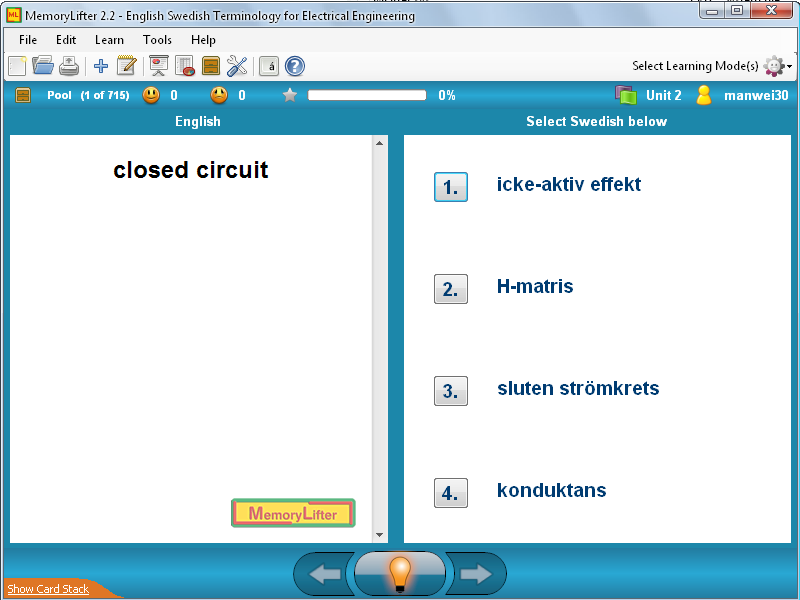 MemoryLifter 2.2 - English Swedish Terminology for Electrical Engineering
File Edit Learn Tools Help
á ?
Select Learning Mode(s)
Pool (1 of 715) 0 0 0% Unit 2 manwei30
English
Select Swedish below
closed circuit
1. icke-aktiv effekt
2. H-matris
3. sluten strömkrets
4. konduktans
MemoryLifter
Show Card Stack